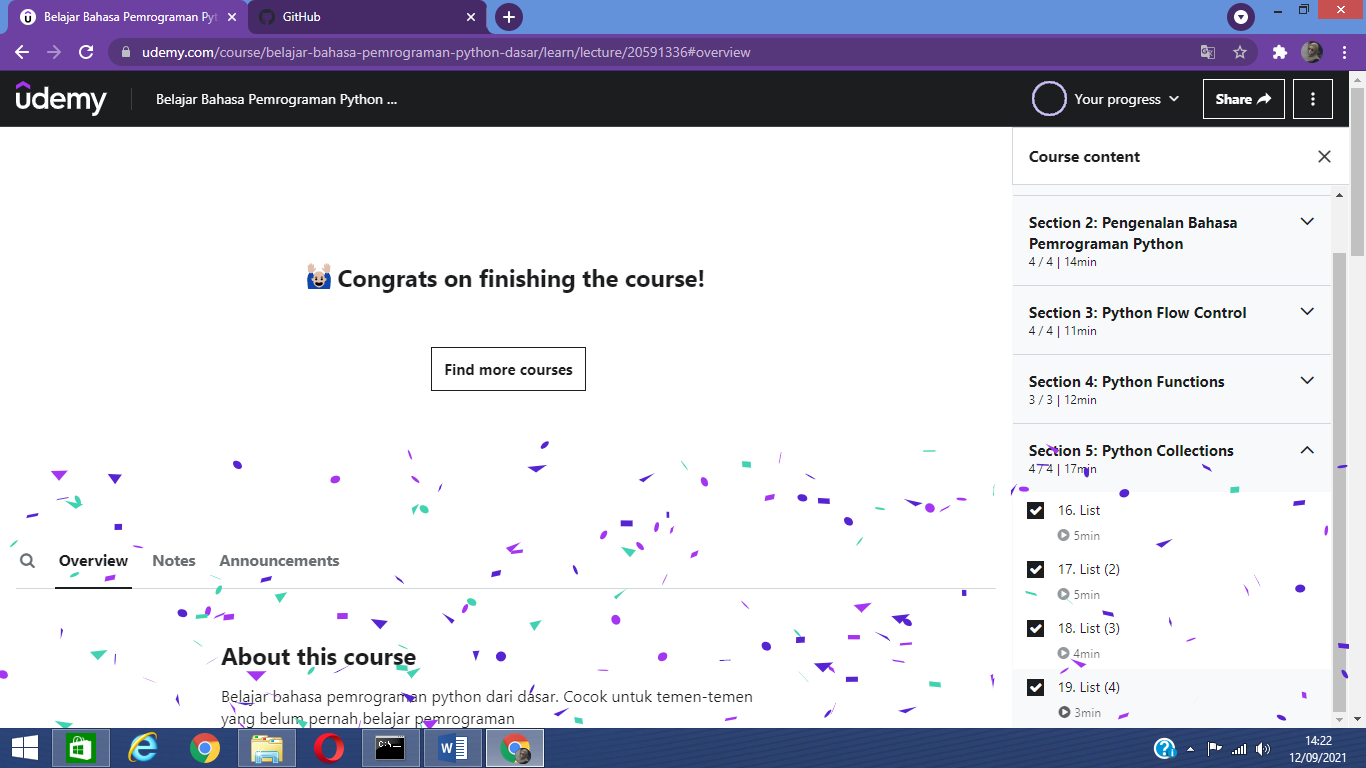 Belajar Bahasa Pemrograman Pyt
GitHub
udemy.com/course/belajar-bahasa-pemrograman-python-dasar/learn/lecture/20591336#overview
udemy
Belajar Bahasa Pemrograman Python ...
Your progress
Share
Congrats on finishing the course!
Find more courses
Overview
Notes
Announcements
About this course
Belajar bahasa pemrograman python dari dasar. Cocok untuk temen-temen
yang belum pernah belajar pemrograman
Course content
Section 2: Pengenalan Bahasa
Pemrograman Python
4 / 4 | 14min
Section 3: Python Flow Control
4 / 4 | 11min
Section 4: Python Functions
3 / 3 | 12min
Section 5: Python Collections
4 / 4 | 17min
16. List
5min
17. List (2)
5min
18. List (3)
4min
19. List (4)
3min
14:22
12/09/2021